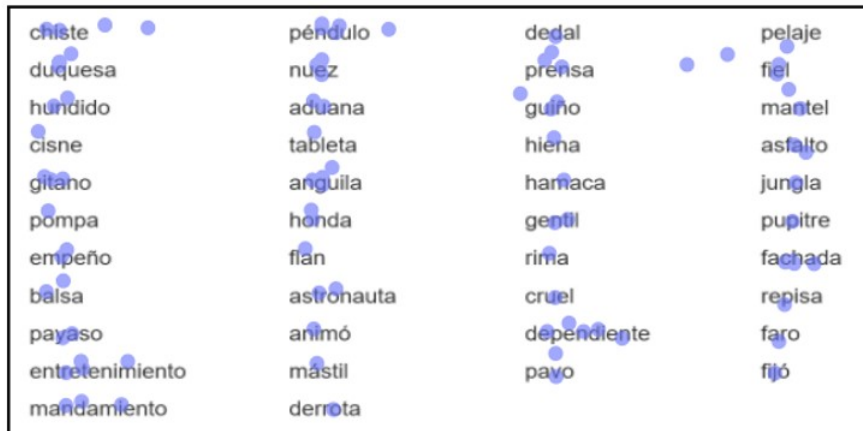 chiste péndulo dedal pelaje
duquesa nuez prensa fiel
hundido aduana guiño mantel
cisne tableta hiena asfalto
gitano anguila hamaca jungla
pompa honda gentil pupitre
empeño flan rima fachada
balsa astronauta cruel repisa
payaso animó dependiente faro
entretenimiento mástil pavo fijó
mandamiento derrota